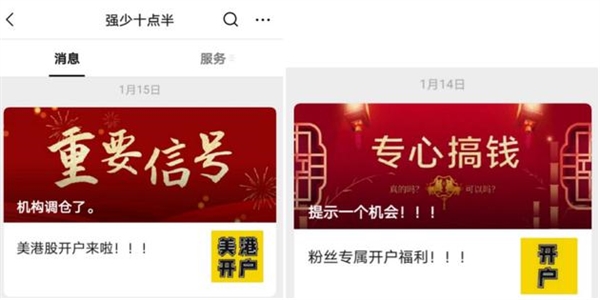 强少十点半
消息
服务
1月15日
重要信号
机构调仓了。
美港股开户来啦！！！
美港
开户
1月14日
专心搞钱
真的吗？
可以吗？
提示一个机会！！！
粉丝专属开户福利！！！
开
户